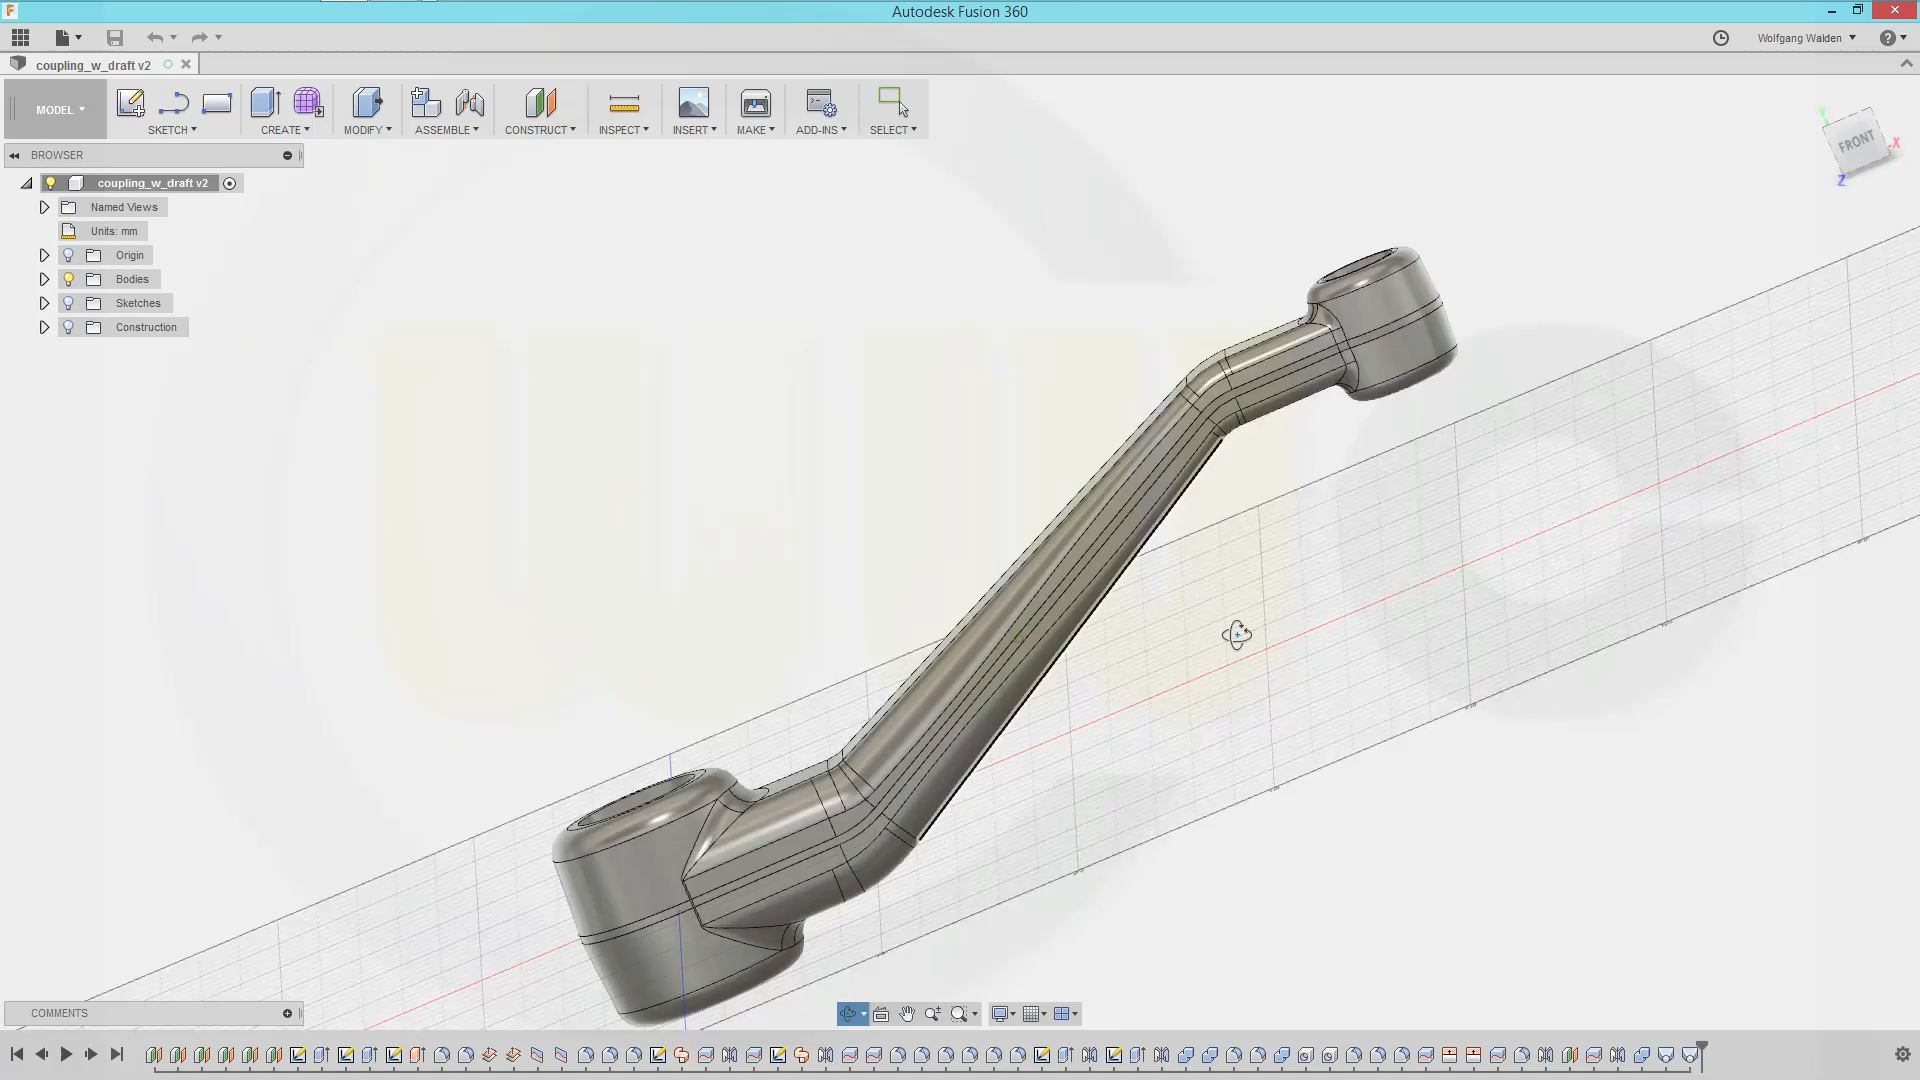 Autodesk Fusion 360
Wolfgang Walden
coupling_w_draft v2
MODEL
SKETCH
CREATE
MODIFY
ASSEMBLE
CONSTRUCT
INSPECT
INSERT
MAKE
ADD-INS
SELECT
BROWSER
coupling_w_draft v2
Named Views
Units: mm
Origin
Bodies
Sketches
Construction
FRONT
Y
X
Z
COMMENTS